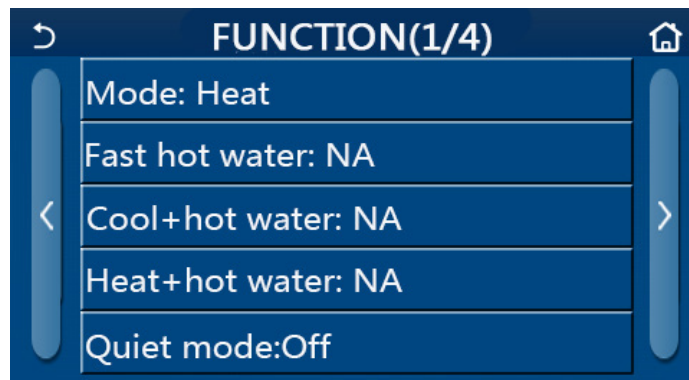 FUNCTION(1/4)
Mode: Heat
Fast hot water: NA
Cool+hot water: NA
Heat+hot water: NA
Quiet mode:Off